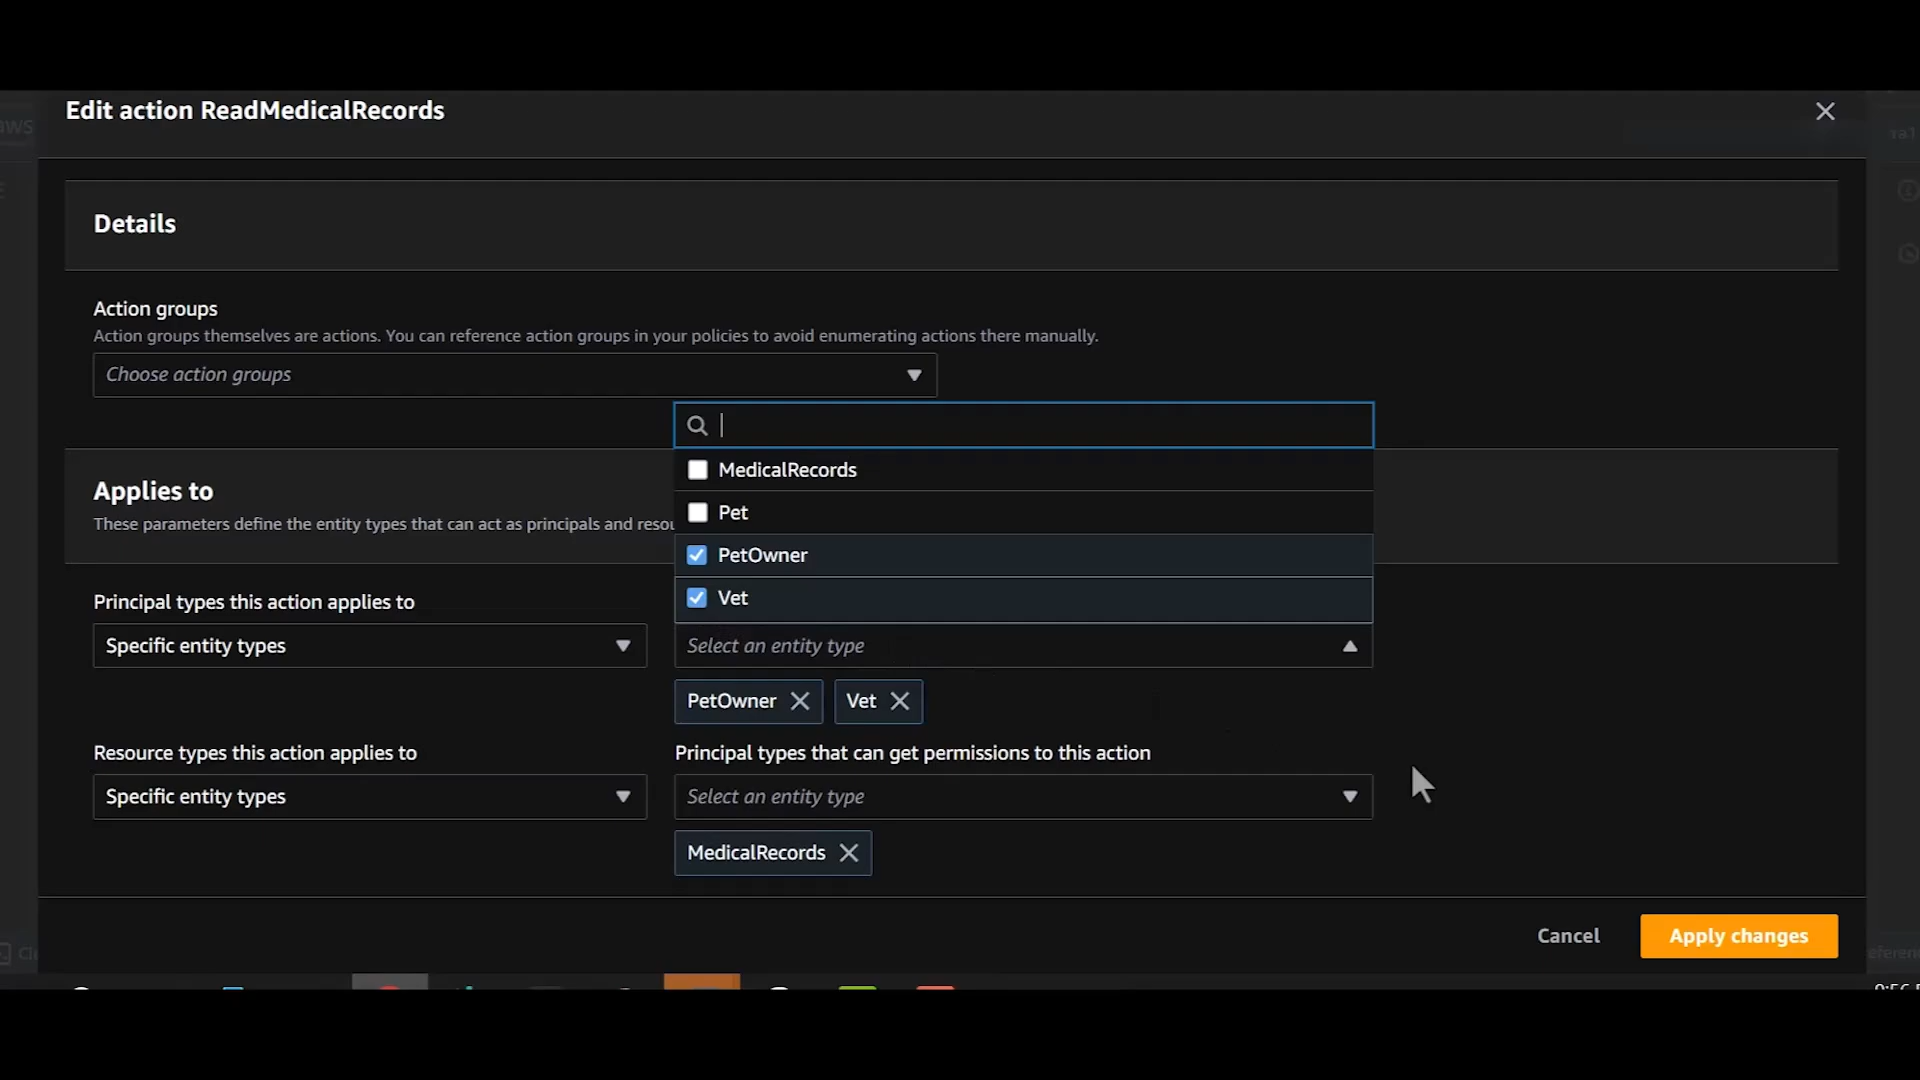 Edit action ReadMedicalRecords
Details
Action groups
Action groups themselves are actions. You can reference action groups in your policies to avoid enumerating actions there manually.
Choose action groups
MedicalRecords
Applies to
Pet
These parameters define the entity types that can act as principals and
PetOwner
Vet
Principal types this action applies to
Specific entity types
Select an entity type
PetOwner
Vet
Resource types this action applies to
Principal types that can get permissions to this action
Specific entity types
Select an entity type
MedicalRecords
Cancel
Apply changes